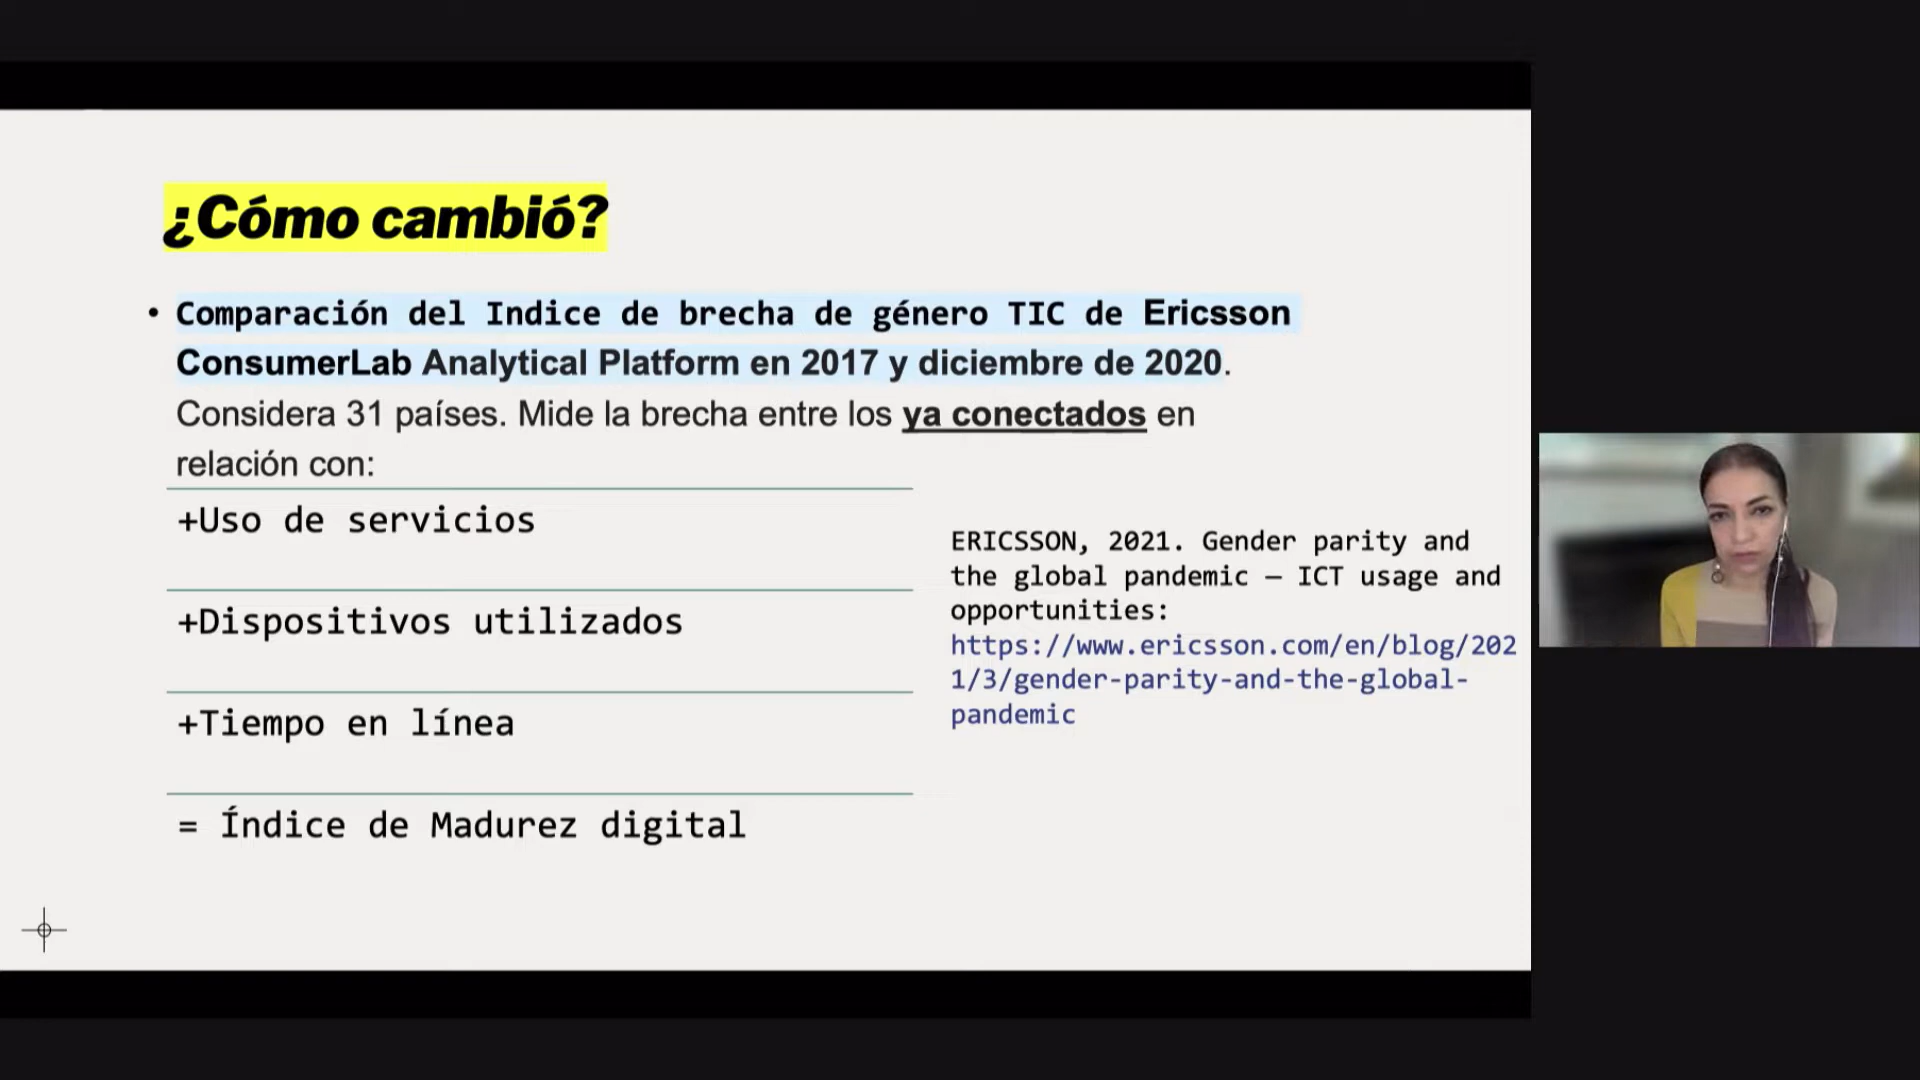 ¿Cómo cambió?
• Comparación del Indice de brecha de género TIC de Ericsson
ConsumerLab Analytical Platform en 2017 y diciembre de 2020.
Considera 31 países. Mide la brecha entre los ya conectados en
relación con:
+Uso de servicios
+Dispositivos utilizados
+Tiempo en línea
= Índice de Madurez digital
ERICSSON, 2021. Gender parity and
the global pandemic – ICT usage and
opportunities:
https://www.ericsson.com/en/blog/202
1/3/gender-parity-and-the-global-
pandemic